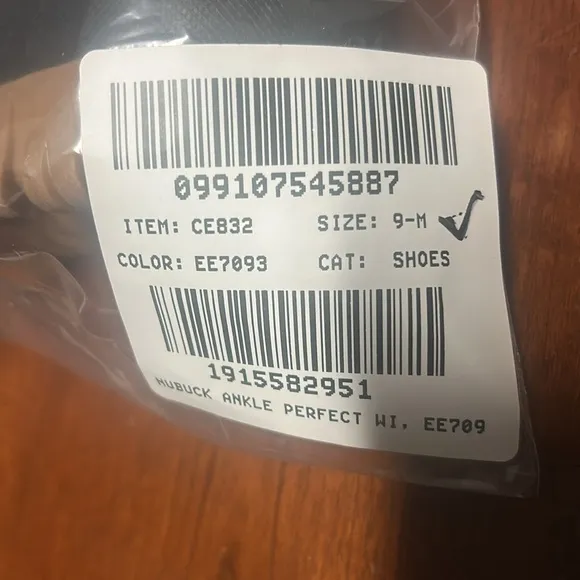 099107545887
ITEM: CE832 SIZE: 9-M
COLOR: EE7093 CAT: SHOES
1915582951
NUBUCK ANKLE PERFECT WI, EE709